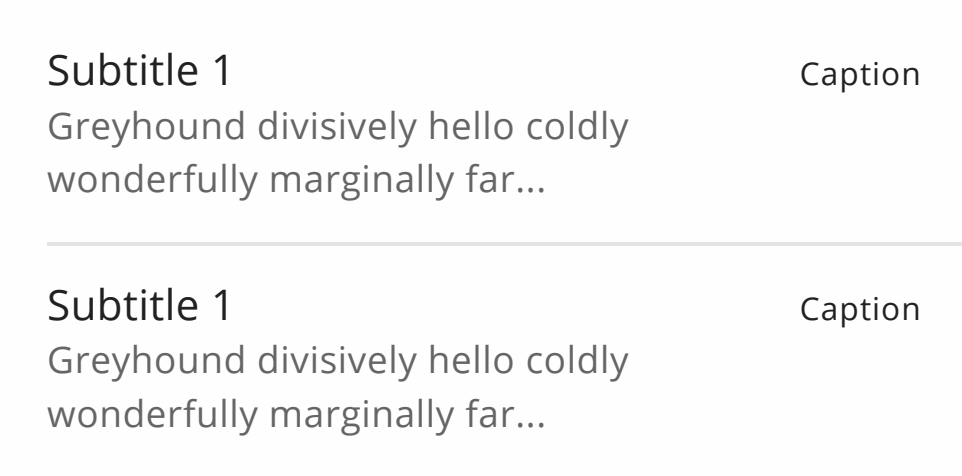 Subtitle 1
Caption
Greyhound divisively hello coldly
wonderfully marginally far...
Subtitle 1
Caption
Greyhound divisively hello coldly
wonderfully marginally far...